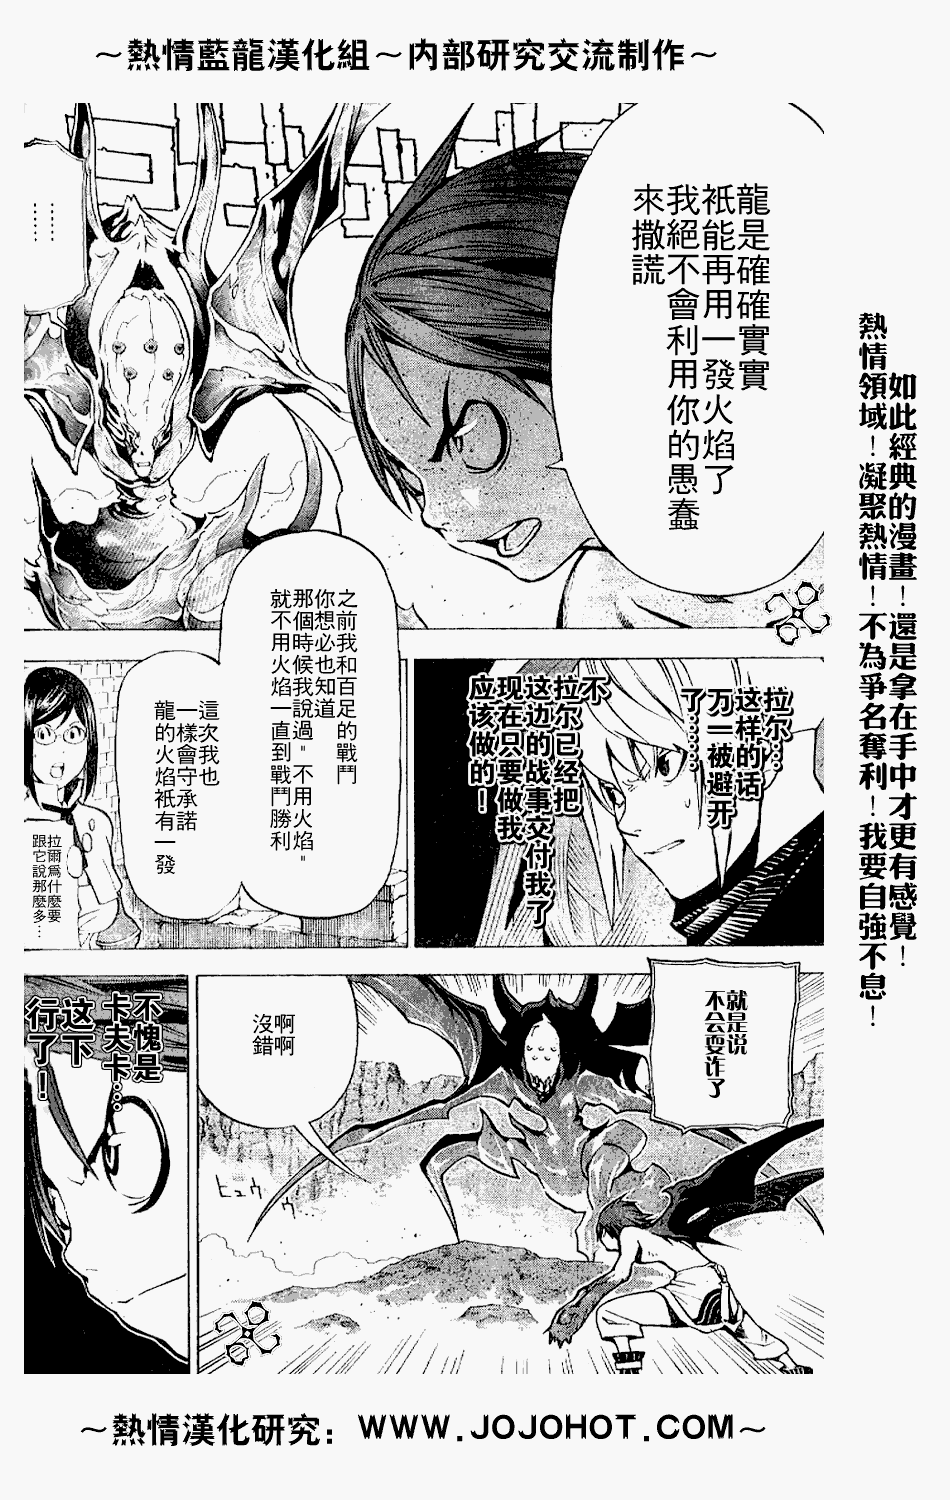 ～熱情藍龍漢化組～内部研究交流制作～
龍是確確實實
衹能再用一發火焰了
我絕不會利用你的愚蠢
來撒謊
……
……
之前我和百足的戰鬥
你想必也知道
那個時候我說過"不用火焰"
就不用火焰一直到戰鬥勝利
這次我也
一樣會守承諾
龍的火焰衹有一發
拉爾爲什麼要
跟它說那麼多…
拉尔…
这样的话
万一被避开
了……
不
拉尔已经把
这边的战事交付我了
现在只要做我
应该做的！
就是说
不会耍诈了
啊啊
沒錯
ヒュウウ
不愧是
卡夫卡…
这下
行了！
如此經典的漫畫！還是拿在手中才更有感覺！
熱情領域！凝聚熱情！不為爭名奪利！我要自強不息！
～熱情漢化研究：WWW.JOJOHOT.COM～